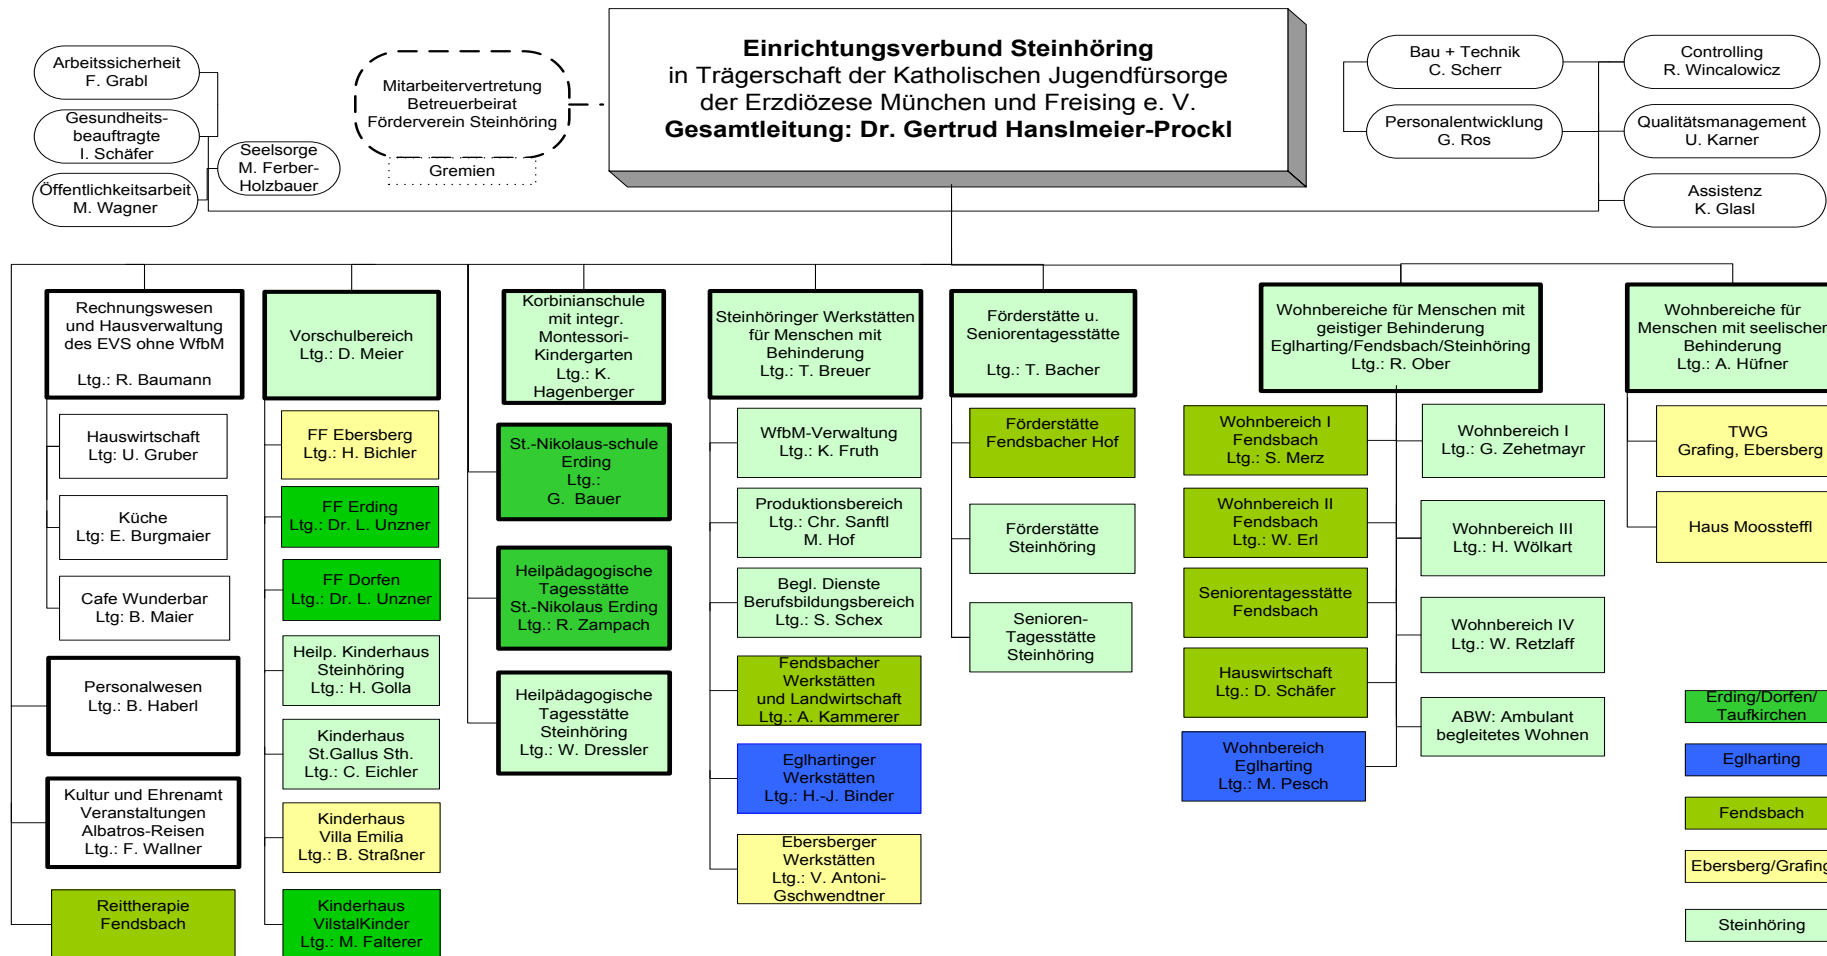 Einrichtungsverbund Steinhöring
in Trägerschaft der Katholischen Jugendfürsorge
der Erzdiözese München und Freising e. V.
Gesamtleitung: Dr. Gertrud Hanslmeier-Prockl
Arbeitssicherheit
F. Grabl
Gesundheits-
beauftragte
I. Schäfer
Öffentlichkeitsarbeit
M. Wagner
Seelsorge
M. Ferber-
Holzbauer
Mitarbeitervertretung
Betreuerbeirat
Förderverein Steinhöring
Gremien
Bau + Technik
C. Scherr
Personalentwicklung
G. Ros
Controlling
R. Wincalowicz
Qualitätsmanagement
U. Karner
Assistenz
K. Glasl
Rechnungswesen
und Hausverwaltung
des EVS ohne WfbM
Ltg.: R. Baumann
Hauswirtschaft
Ltg: U. Gruber
Küche
Ltg: E. Burgmaier
Cafe Wunderbar
Ltg: B. Maier
Personalwesen
Ltg.: B. Haberl
Kultur und Ehrenamt
Veranstaltungen
Albatros-Reisen
Ltg.: F. Wallner
Reittherapie
Fendsbach
Vorschulbereich
Ltg.: D. Meier
FF Ebersberg
Ltg.: H. Bichler
FF Erding
Ltg.: Dr. L. Unzner
FF Dorfen
Ltg.: Dr. L. Unzner
Heilp. Kinderhaus
Steinhöring
Ltg.: H. Golla
Kinderhaus
St.Gallus Sth.
Ltg.: C. Eichler
Kinderhaus
Villa Emilia
Ltg.: B. Straßner
Kinderhaus
VilstalKinder
Ltg.: M. Falterer
Korbinianschule
mit integr.
Montessori-
Kindergarten
Ltg.: K.
Hagenberger
St.-Nikolaus-schule
Erding
Ltg.:
G. Bauer
Heilpädagogische
Tagesstätte
St.-Nikolaus Erding
Ltg.: R. Zampach
Heilpädagogische
Tagesstätte
Steinhöring
Ltg.: W. Dressler
Steinhöringer Werkstätten
für Menschen mit
Behinderung
Ltg.: T. Breuer
WfbM-Verwaltung
Ltg.: K. Fruth
Produktionsbereich
Ltg.: Chr. Sanftl
M. Hof
Begl. Dienste
Berufsbildungsbereich
Ltg.: S. Schex
Fendsbacher
Werkstätten
und Landwirtschaft
Ltg.: A. Kammerer
Eglhartinger
Werkstätten
Ltg.: H.-J. Binder
Ebersberger
Werkstätten
Ltg.: V. Antoni-
Gschwendtner
Förderstätte u.
Seniorentagesstätte
Ltg.: T. Bacher
Förderstätte
Fendsbacher Hof
Förderstätte
Steinhöring
Senioren-
Tagesstätte
Steinhöring
Wohnbereiche für Menschen mit
geistiger Behinderung
Eglharting/Fendsbach/Steinhöring
Ltg.: R. Ober
Wohnbereich I
Fendsbach
Ltg.: S. Merz
Wohnbereich II
Fendsbach
Ltg.: W. Erl
Seniorentagesstätte
Fendsbach
Hauswirtschaft
Ltg.: D. Schäfer
Wohnbereich
Eglharting
Ltg.: M. Pesch
Wohnbereich I
Ltg.: G. Zehetmayr
Wohnbereich III
Ltg.: H. Wölkart
Wohnbereich IV
Ltg.: W. Retzlaff
ABW: Ambulant
begleitetes Wohnen
Wohnbereiche für
Menschen mit seelischer
Behinderung
Ltg.: A. Hüfner
TWG
Grafing, Ebersberg
Haus Moossteffl
Erding/Dorfen/
Taufkirchen
Eglharting
Fendsbach
Ebersberg/Grafing
Steinhöring